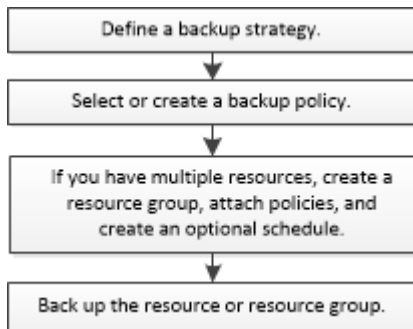 Define a backup strategy.
Select or create a backup policy.
If you have multiple resources, create a
resource group, attach policies, and
create an optional schedule.
Back up the resource or resource group.